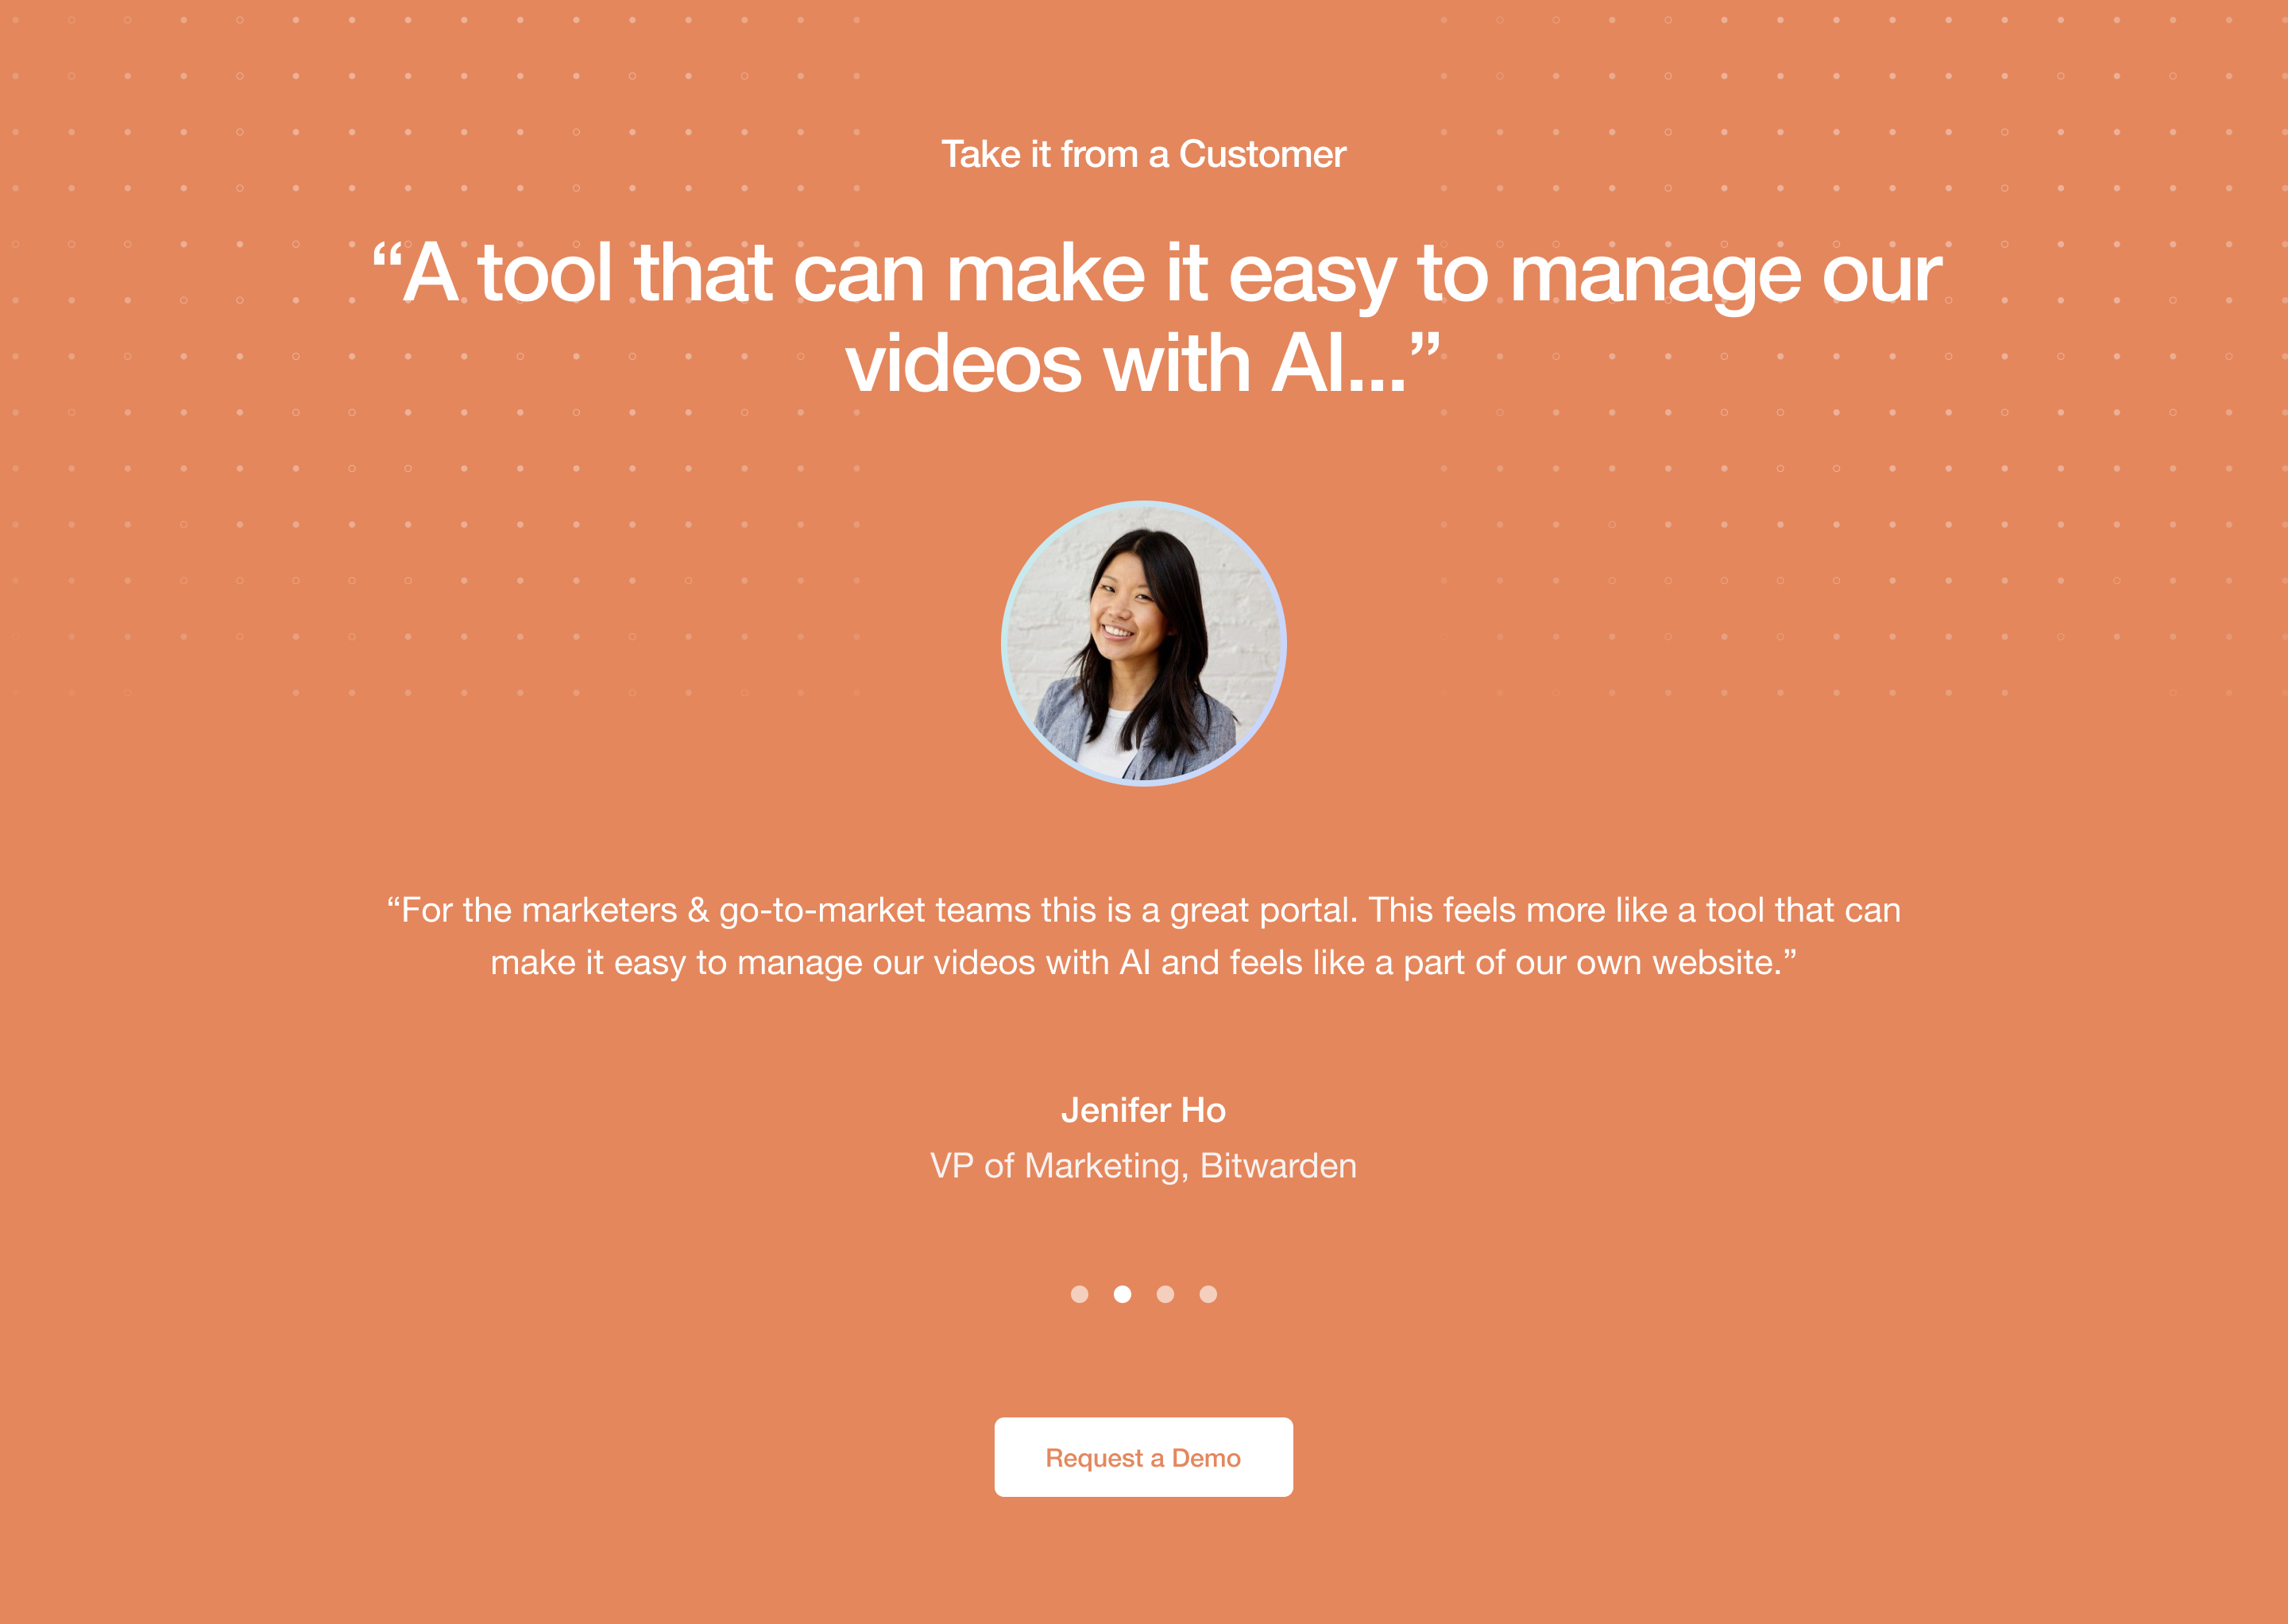 Take it from a Customer
“A tool that can make it easy to manage our
videos with AI...”
“For the marketers & go-to-market teams this is a great portal. This feels more like a tool that can
make it easy to manage our videos with AI and feels like a part of our own website.”
Jenifer Ho
VP of Marketing, Bitwarden
Request a Demo